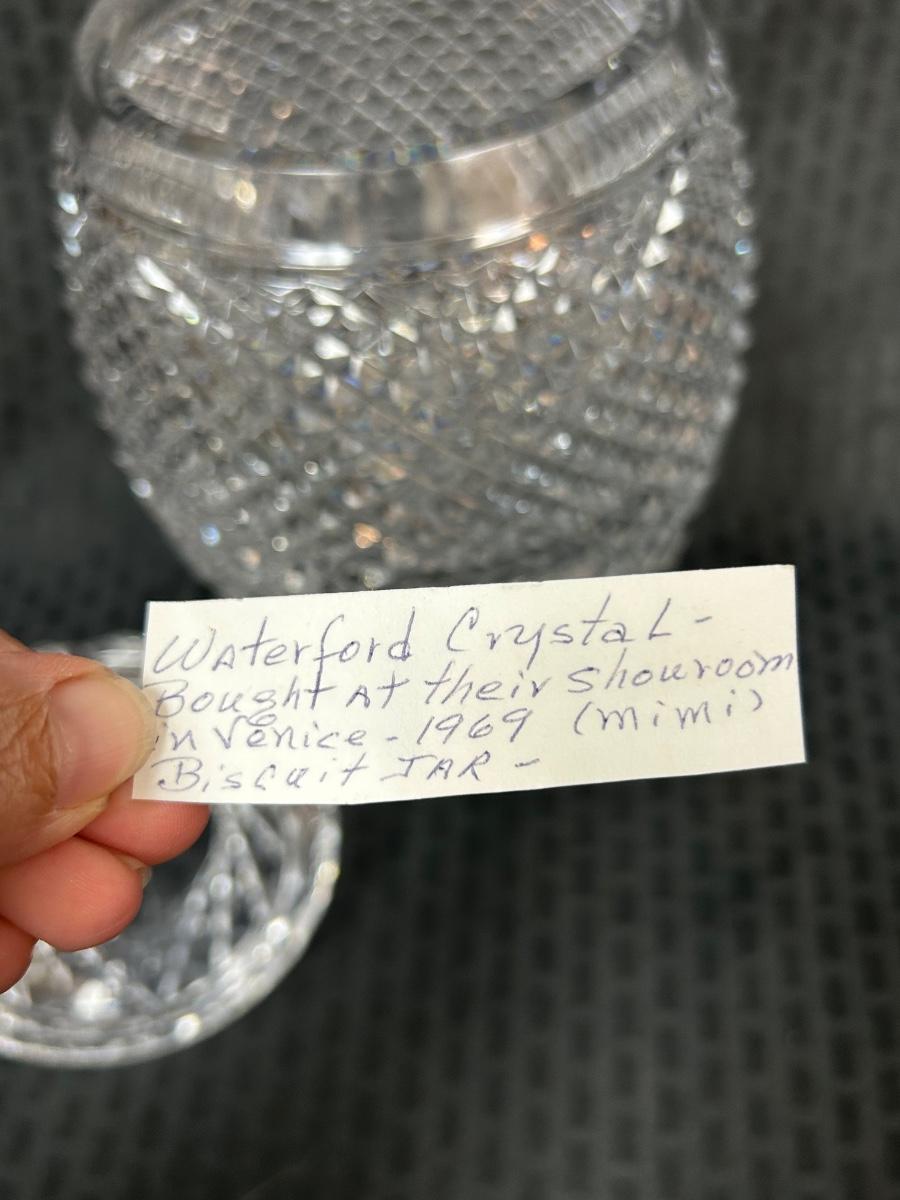 Waterford Crystal -
Bought At their Showroom
in Venice - 1969 (Mimi)
Biscuit JAR -